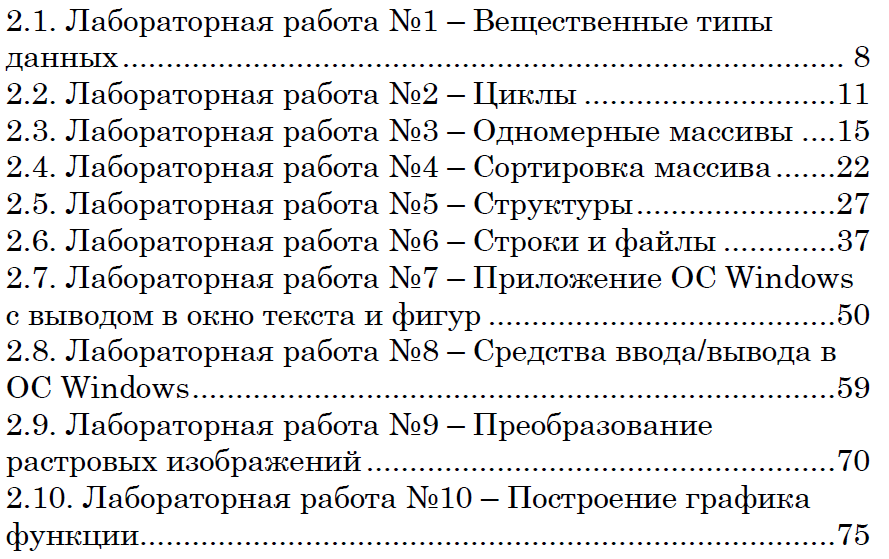 2.1. Лабораторная работа №1 – Вещественные типы
данных........................................................................ 8
2.2. Лабораторная работа №2 – Циклы .........................11
2.3. Лабораторная работа №3 – Одномерные массивы ....15
2.4. Лабораторная работа №4 – Сортировка массива.......22
2.5. Лабораторная работа №5 – Структуры....................27
2.6. Лабораторная работа №6 – Строки и файлы ...........37
2.7. Лабораторная работа №7 – Приложение ОС Windows
с выводом в окно текста и фигур ..................................50
2.8. Лабораторная работа №8 – Средства ввода/вывода в
ОС Windows................................................................59
2.9. Лабораторная работа №9 – Преобразование
растровых изображений...............................................70
2.10. Лабораторная работа №10 – Построение графика
функции.....................................................................75